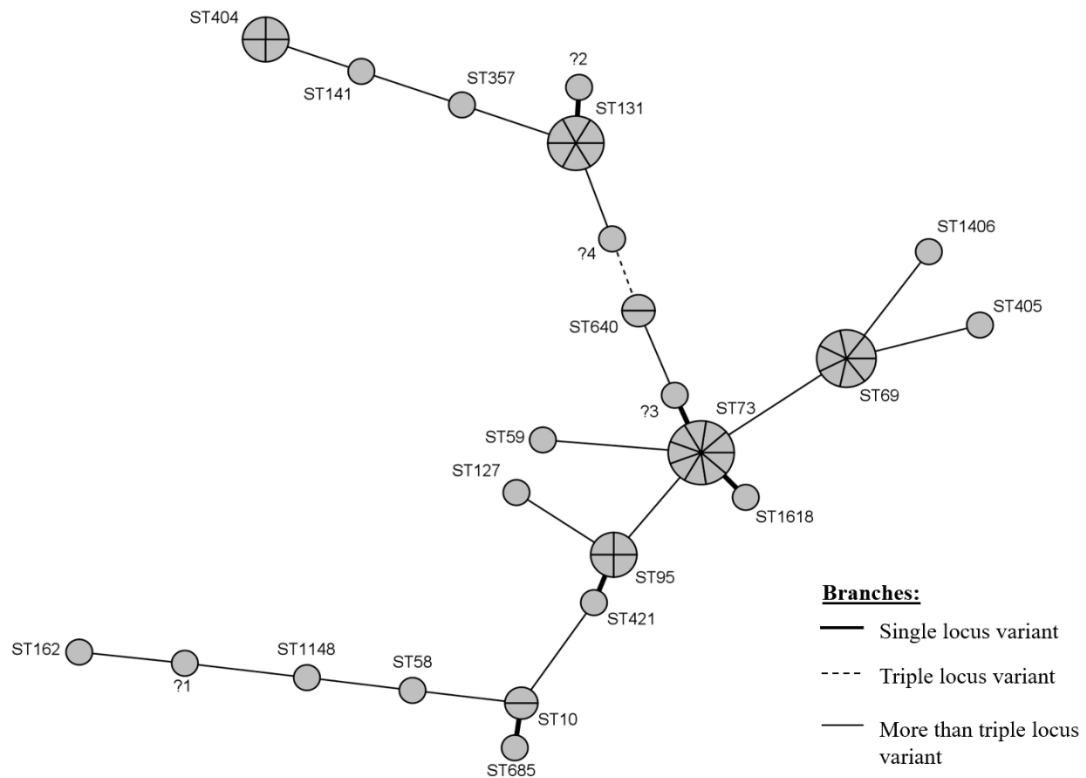 ST404
?2
ST357
ST141
ST131
ST1406
?4
ST405
ST640
ST69
ST73
?3
ST59
ST127
ST1618
ST95
Branches:
ST421
Single locus variant
ST162
ST1148
ST58
?1
Triple locus variant
ST10
More than triple locus
variant
ST685